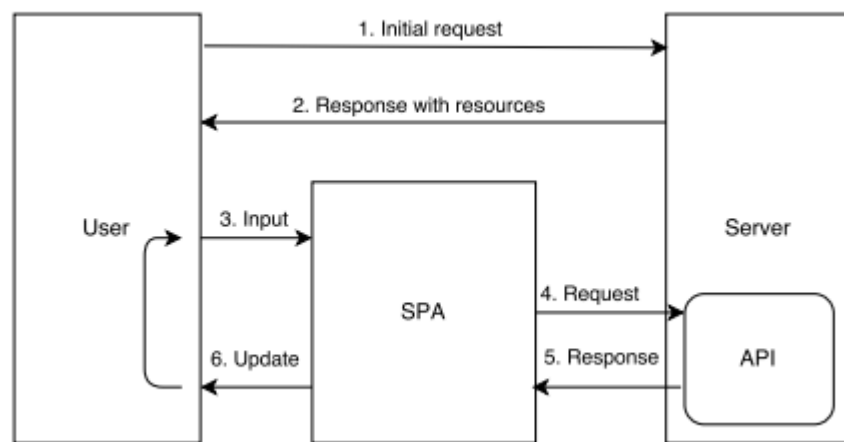 1. Initial request
2. Response with resources
User
3. Input
Server
SPA
4. Request
6. Update
5. Response
API